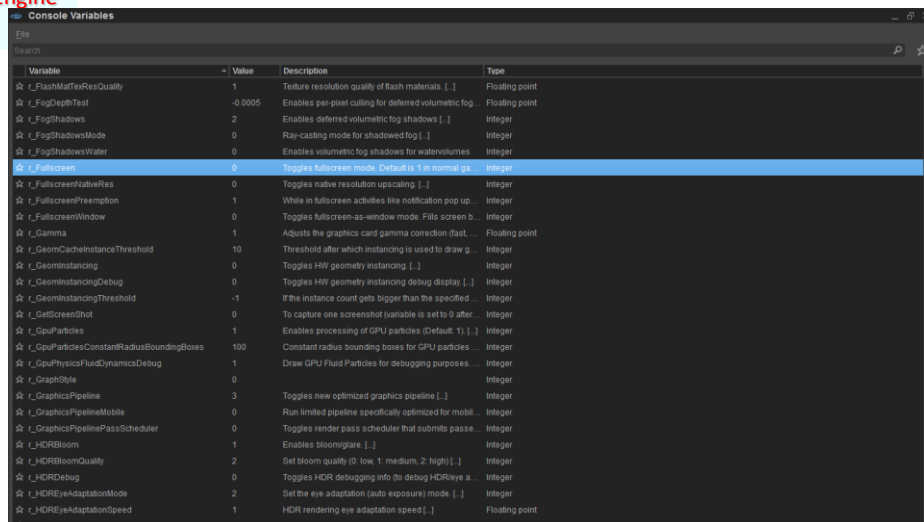 Engine
Console Variables
File
Search
Variable Value Description Type
r_FlashMatTexResQuality 1 Texture resolution quality of flash materials. [...] Floating point
r_FogDepthTest -0.0005 Enables per-pixel culling for deferred volumetric fog... Floating point
r_FogShadows 2 Enables deferred volumetric fog shadows [...] Integer
r_FogShadowsMode 0 Ray-casting mode for shadowed fog [...] Integer
r_FogShadowsWater 0 Enables volumetric fog shadows for watervolumes Integer
r_Fullscreen 0 Toggles fullscreen mode. Default is 1 in normal ga... Integer
r_FullscreenNativeRes 0 Toggles native resolution upscaling. [...] Integer
r_FullscreenPreemption 1 While in fullscreen activities like notification pop up... Integer
r_FullscreenWindow 0 Toggles fullscreen-as-window mode. Fills screen b... Integer
r_Gamma 1 Adjusts the graphics card gamma correction (fast, ... Floating point
r_GeomCacheInstanceThreshold 10 Threshold after which instancing is used to draw g... Integer
r_GeomInstancing 0 Toggles HW geometry instancing. [...] Integer
r_GeomInstancingDebug 0 Toggles HW geometry instancing debug display. [...] Integer
r_GeomInstancingThreshold -1 If the instance count gets bigger than the specified ... Integer
r_GetScreenShot 0 To capture one screenshot (variable is set to 0 after... Integer
r_GpuParticles 1 Enables processing of GPU particles (Default: 1). [...] Integer
r_GpuParticlesConstantRadiusBoundingBoxes 100 Constant radius bounding boxes for GPU particles ... Integer
r_GpuPhysicsFluidDynamicsDebug 1 Draw GPU Fluid Particles for debugging purposes. ... Integer
r_GraphStyle 0 Integer
r_GraphicsPipeline 3 Toggles new optimized graphics pipeline [...] Integer
r_GraphicsPipelineMobile 0 Run limited pipeline specifically optimized for mobil... Integer
r_GraphicsPipelinePassScheduler 0 Toggles render pass scheduler that submits passe... Integer
r_HDRBloom 1 Enables bloom/glare. [...] Integer
r_HDRBloomQuality 2 Set bloom quality (0: low, 1: medium, 2: high) [...] Integer
r_HDRDebug 0 Toggles HDR debugging info (to debug HDR/eye a... Integer
r_HDREyeAdaptationMode 2 Set the eye adaptation (auto exposure) mode. [...] Integer
r_HDREyeAdaptationSpeed 1 HDR rendering eye adaptation speed [...] Floating point